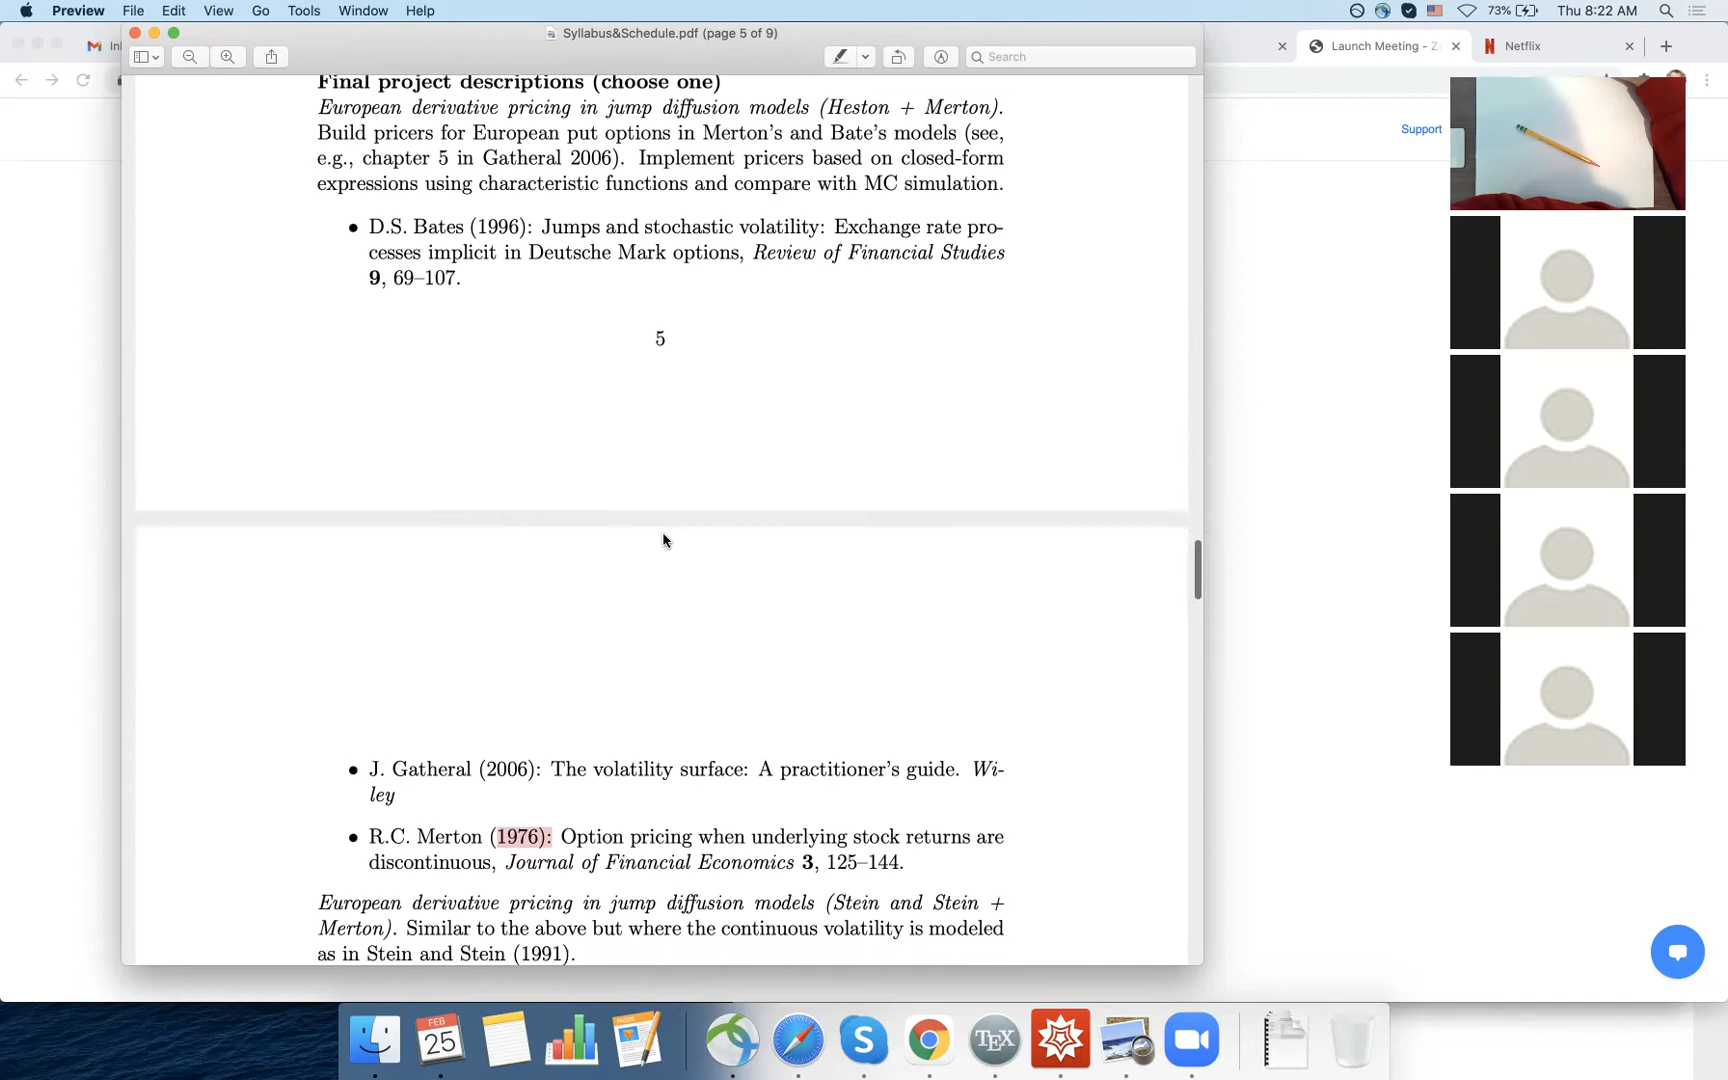 Preview File Edit View Go Tools Window Help
73% Thu 8:22 AM
Syllabus&Schedule.pdf (page 5 of 9)
Launch Meeting - Z
Netflix
Search
Support
Final project descriptions (choose one)
European derivative pricing in jump diffusion models (Heston + Merton).
Build pricers for European put options in Merton's and Bate's models (see,
e.g., chapter 5 in Gatheral 2006). Implement pricers based on closed-form
expressions using characteristic functions and compare with MC simulation.
• D.S. Bates (1996): Jumps and stochastic volatility: Exchange rate pro-
cesses implicit in Deutsche Mark options, Review of Financial Studies
9, 69–107.
5
• J. Gatheral (2006): The volatility surface: A practitioner's guide. Wi-
ley
• R.C. Merton (1976): Option pricing when underlying stock returns are
discontinuous, Journal of Financial Economics 3, 125–144.
European derivative pricing in jump diffusion models (Stein and Stein +
Merton). Similar to the above but where the continuous volatility is modeled
as in Stein and Stein (1991).
FEB
25
PAGES
TEX